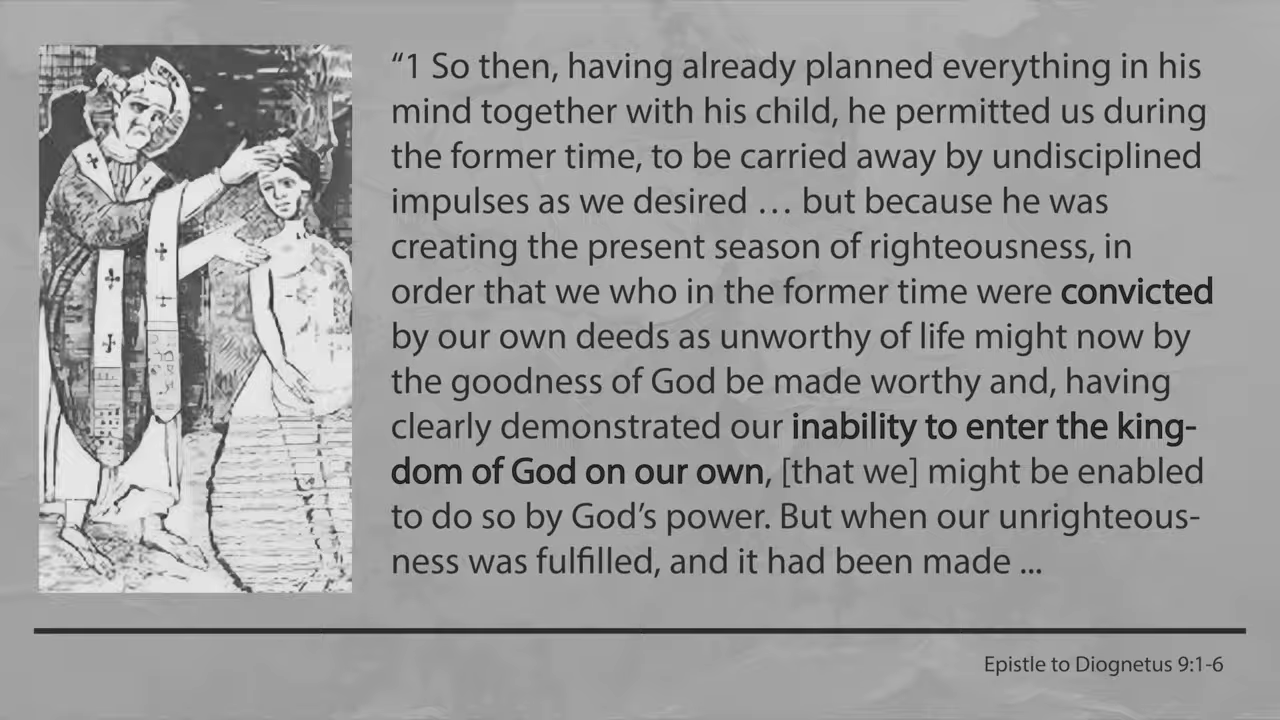 “1 So then, having already planned everything in his
mind together with his child, he permitted us during
the former time, to be carried away by undisciplined
impulses as we desired … but because he was
creating the present season of righteousness, in
order that we who in the former time were convicted
by our own deeds as unworthy of life might now by
the goodness of God be made worthy and, having
clearly demonstrated our inability to enter the king-
dom of God on our own, [that we] might be enabled
to do so by God’s power. But when our unrighteous-
ness was fulfilled, and it had been made ...
Epistle to Diognetus 9:1-6